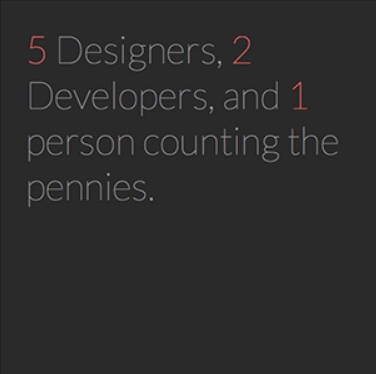 5 Designers, 2
Developers, and 1
person counting the
pennies.